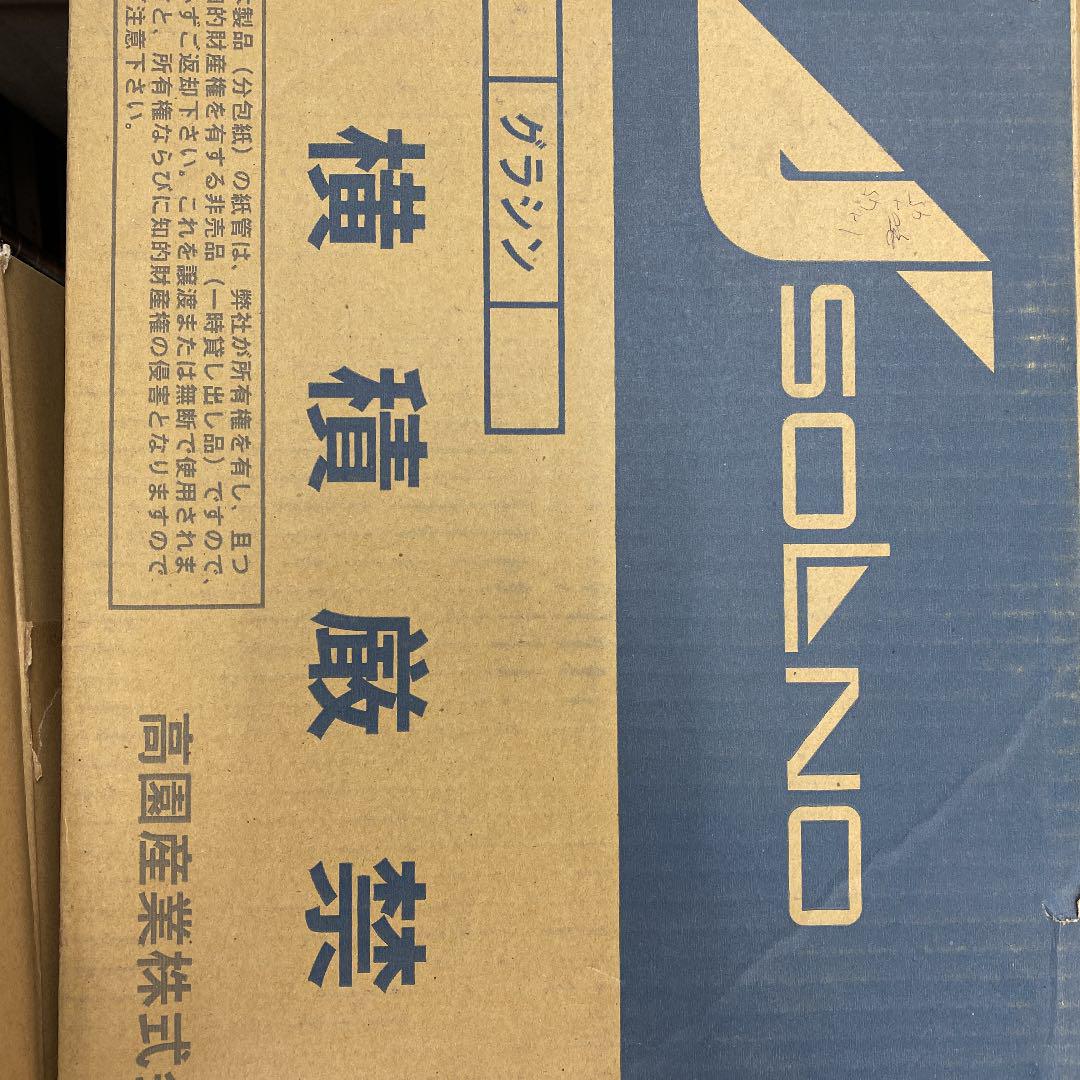 SOLNO
グラシン
横積厳禁
本製品（分包紙）の紙管は、弊社が所有権を有し、且つ
知的財産権を有する非売品（一時貸し出し品）ですので、
必ずご返却下さい。これを譲渡または無断で使用されま
すと、所有権ならびに知的財産権の侵害となりますので
ご注意下さい。
高園産業株式